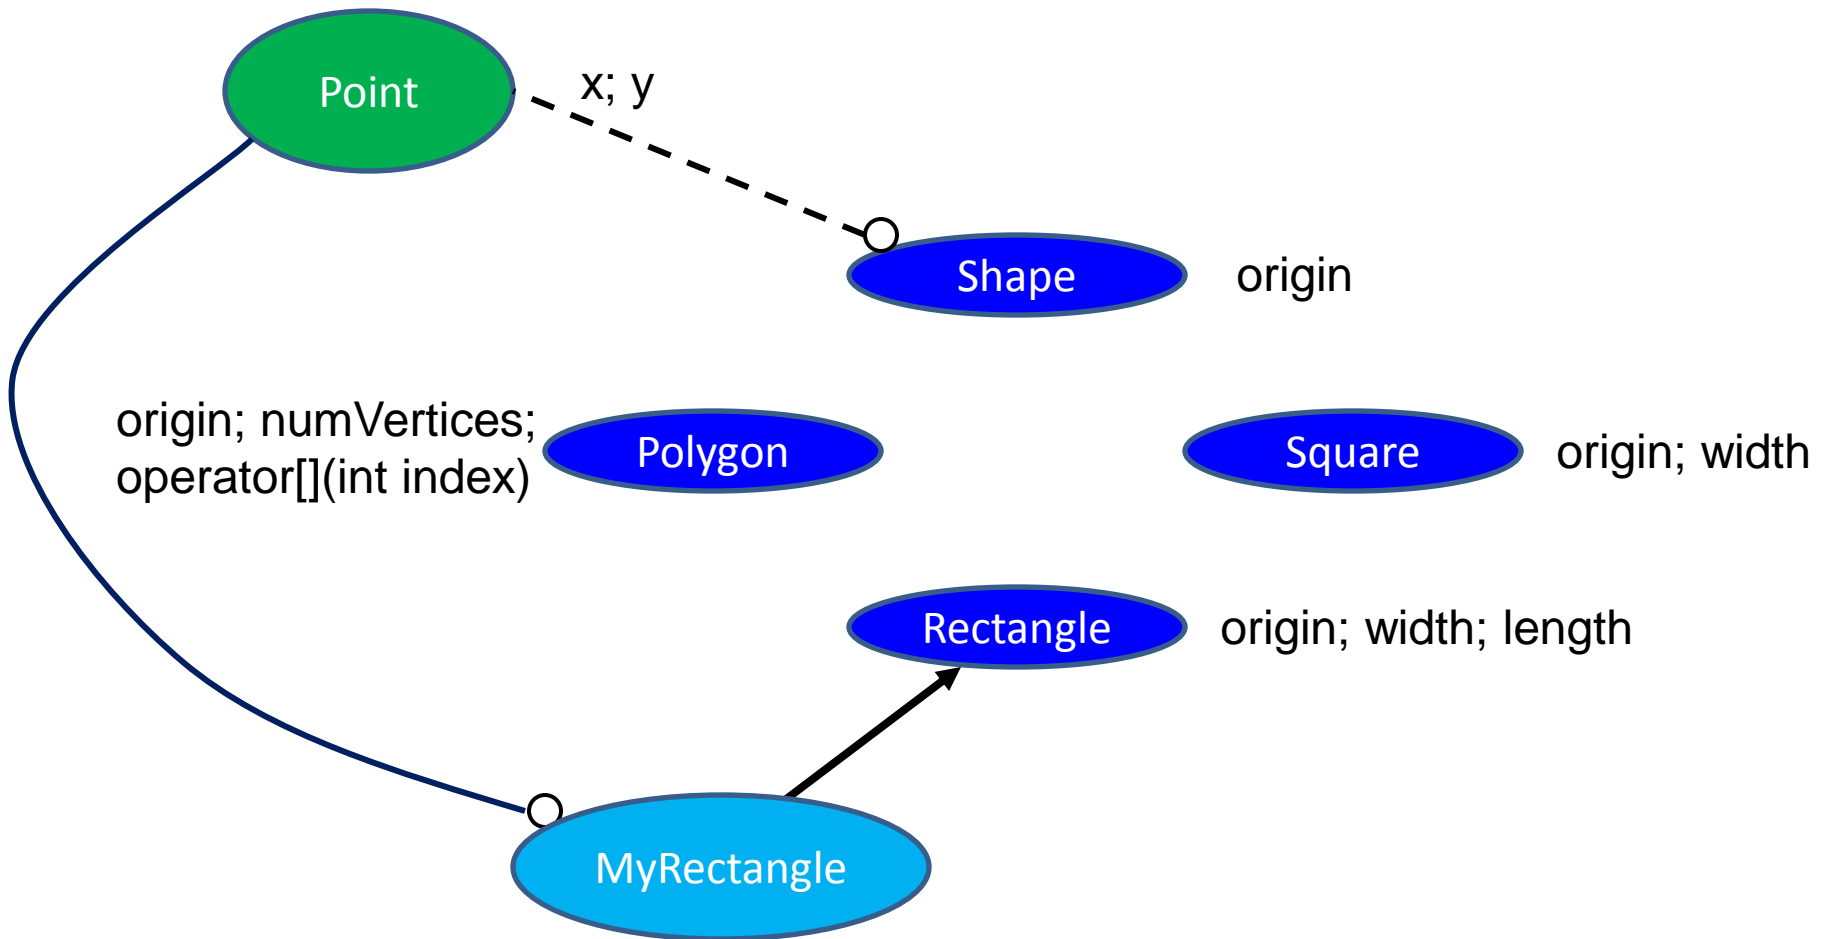 Point
x; y
Shape
origin
origin; numVertices;
operator[](int index)
Polygon
Square
origin; width
Rectangle
origin; width; length
MyRectangle